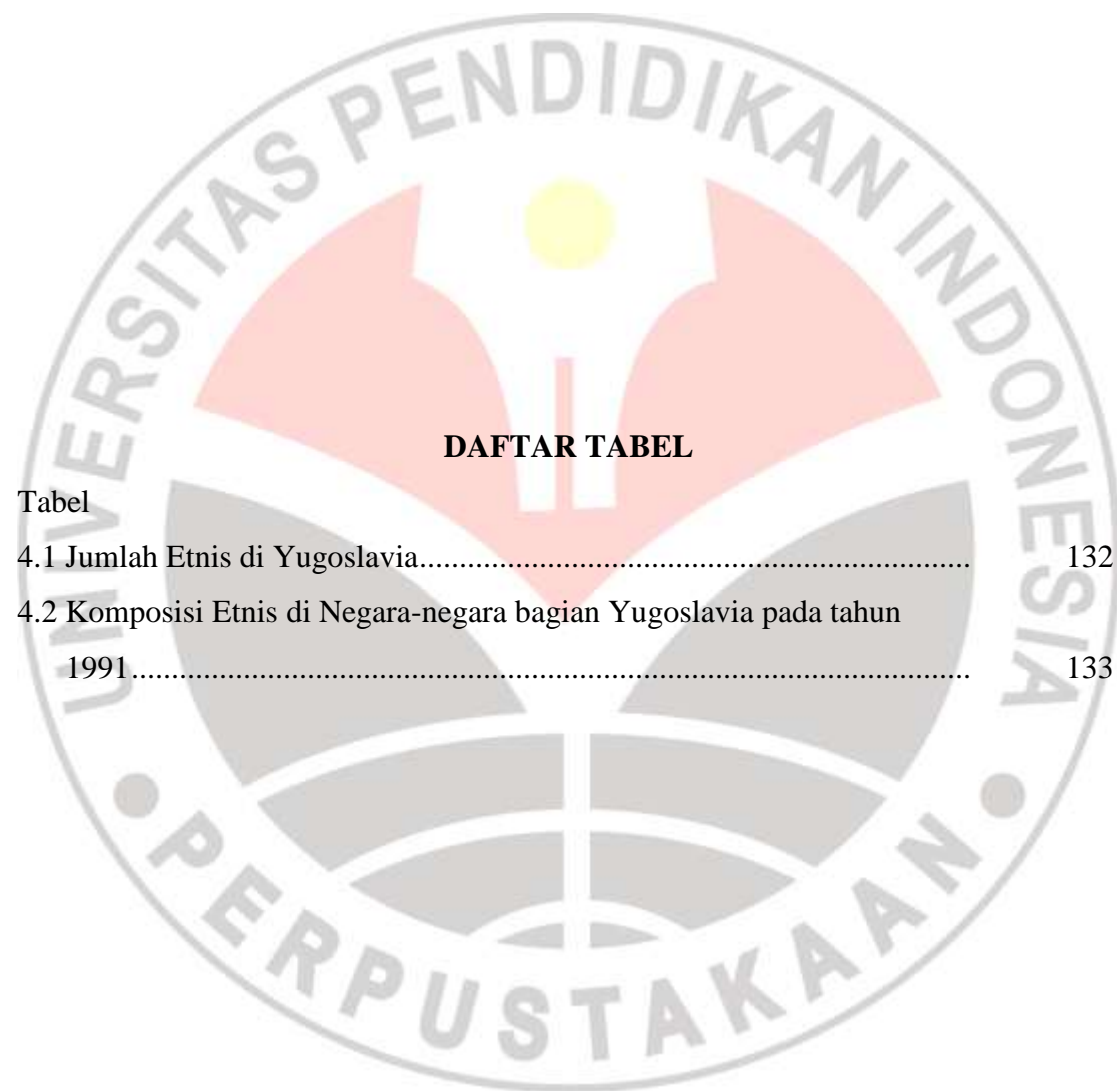 UNIVERSITAS PENDIDIKAN INDONESIA
DAFTAR TABEL
Tabel
4.1 Jumlah Etnis di Yugoslavia..................................................................... 132
4.2 Komposisi Etnis di Negara-negara bagian Yugoslavia pada tahun
1991......................................................................................................... 133
PERPUSTAKAAN